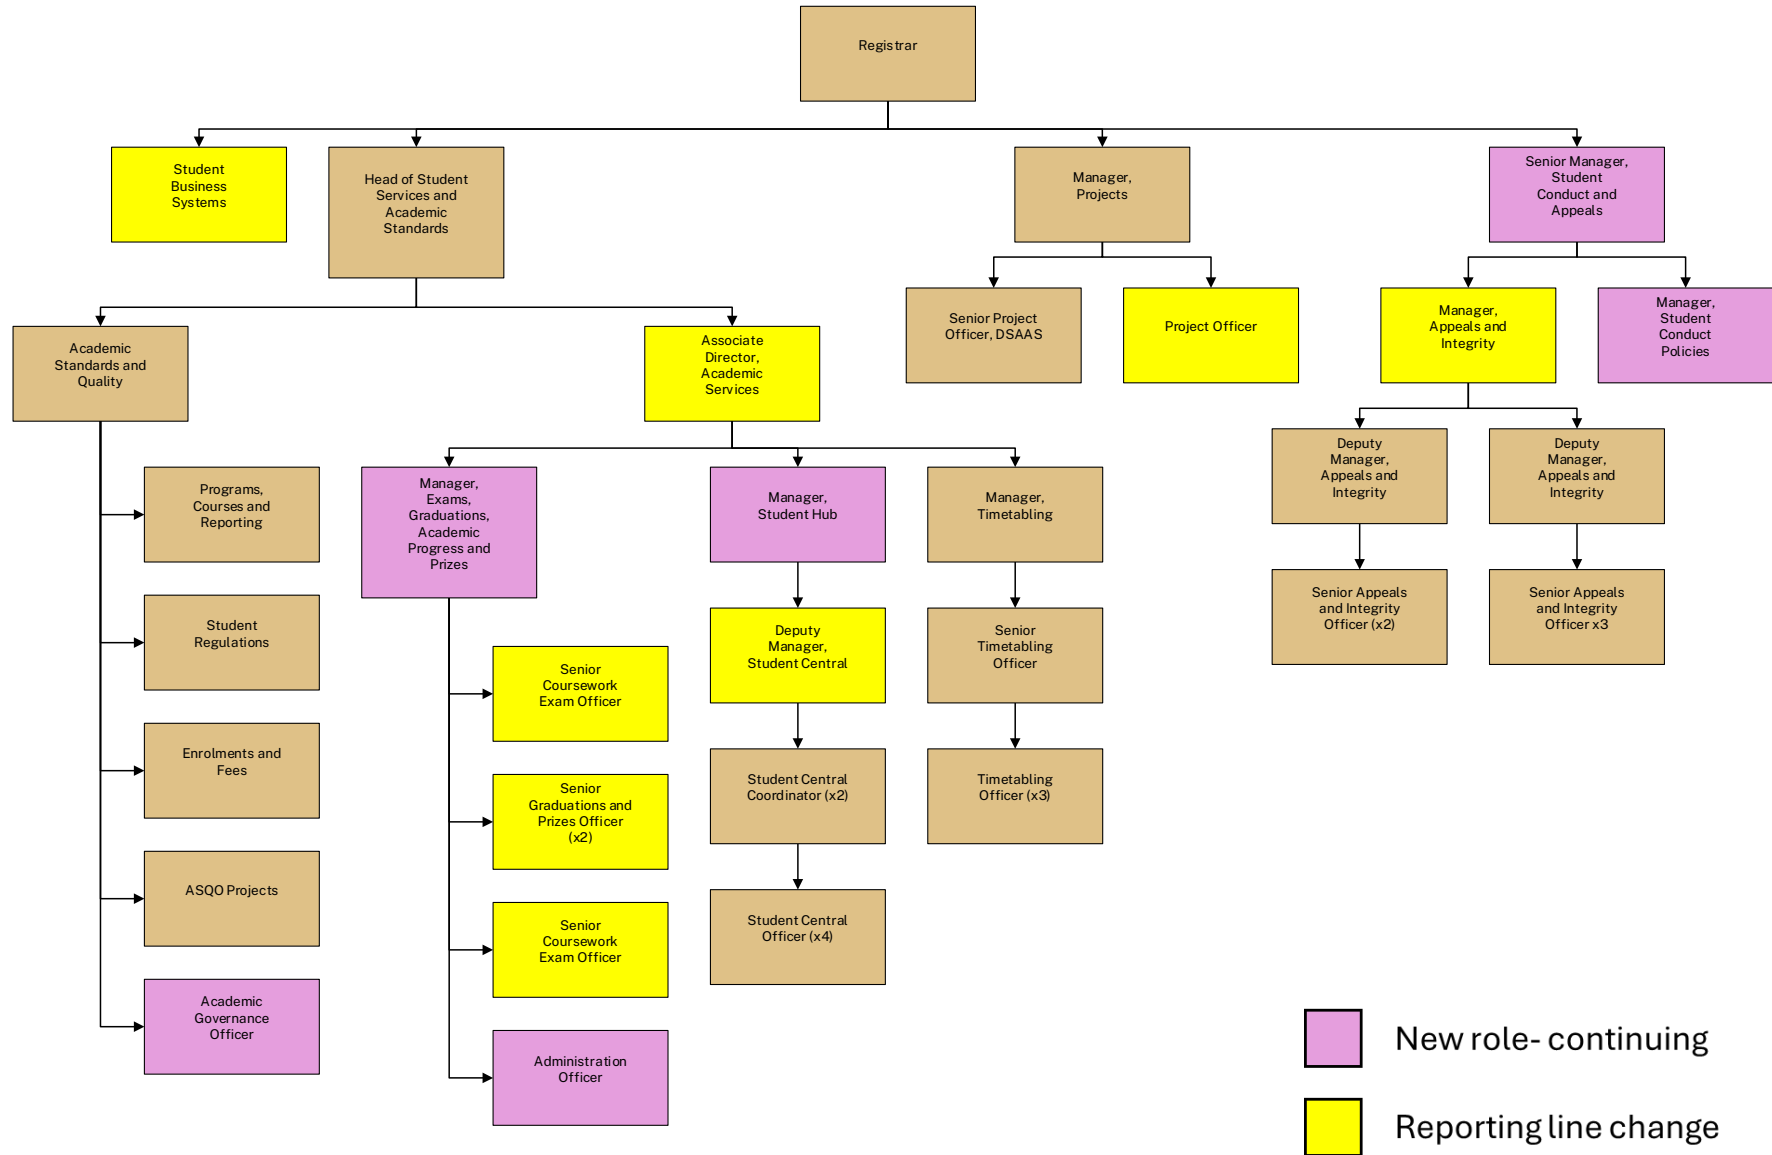 Registrar
Student
Business
Systems
Head of Student
Services and
Academic
Standards
Manager,
Projects
Senior Manager,
Student
Conduct and
Appeals
Senior Project
Officer, DSAAS
Project Officer
Manager,
Appeals and
Integrity
Manager,
Student
Conduct
Policies
Academic
Standards and
Quality
Associate
Director,
Academic
Services
Deputy
Manager,
Appeals and
Integrity
Deputy
Manager,
Appeals and
Integrity
Programs,
Courses and
Reporting
Manager,
Exams,
Graduations,
Academic
Progress and
Prizes
Manager,
Student Hub
Manager,
Timetabling
Senior Appeals
and Integrity
Officer (x2)
Senior Appeals
and Integrity
Officer x3
Student
Regulations
Senior
Coursework
Exam Officer
Deputy
Manager,
Student Central
Senior
Timetabling
Officer
Enrolments and
Fees
Senior
Graduations and
Prizes Officer
(x2)
Student Central
Coordinator (x2)
Timetabling
Officer (x3)
ASQO Projects
Senior
Coursework
Exam Officer
Student Central
Officer (x4)
Academic
Governance
Officer
Administration
Officer
New role- continuing
Reporting line change